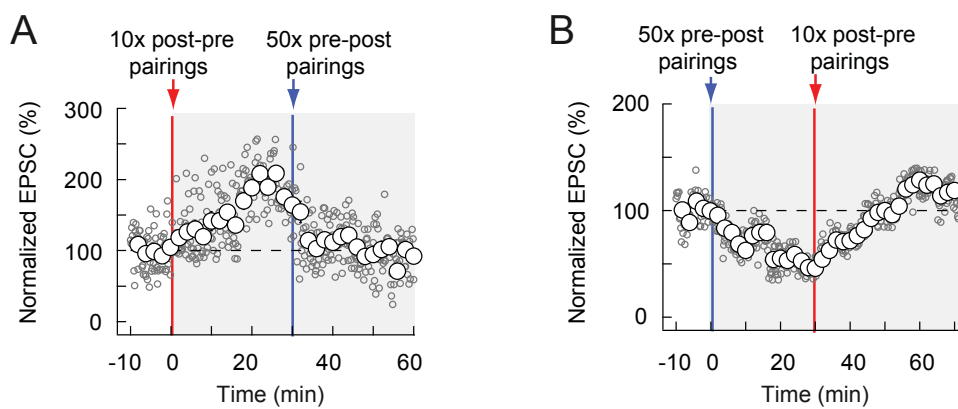 A
10x post-pre
pairings
50x pre-post
pairings
Normalized EPSC (%)
300
200
100
0
-10 0 20 40 60
Time (min)
B
50x pre-post
pairings
10x post-pre
pairings
Normalized EPSC (%)
200
100
0
-10 0 20 40 60
Time (min)